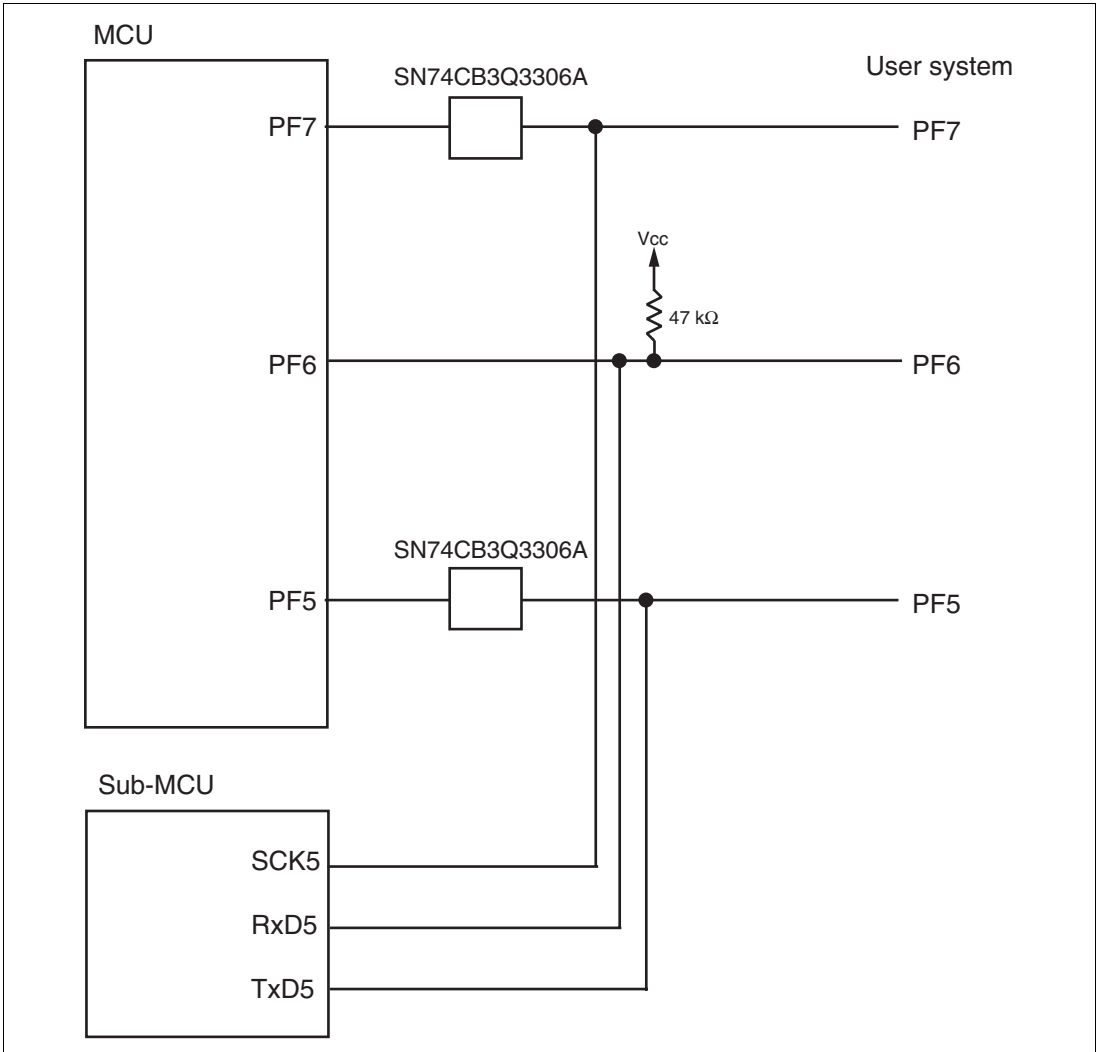 MCU
SN74CB3Q3306A
User system
PF7
PF7
Vcc
47 kΩ
PF6
PF6
SN74CB3Q3306A
PF5
PF5
Sub-MCU
SCK5
RxD5
TxD5